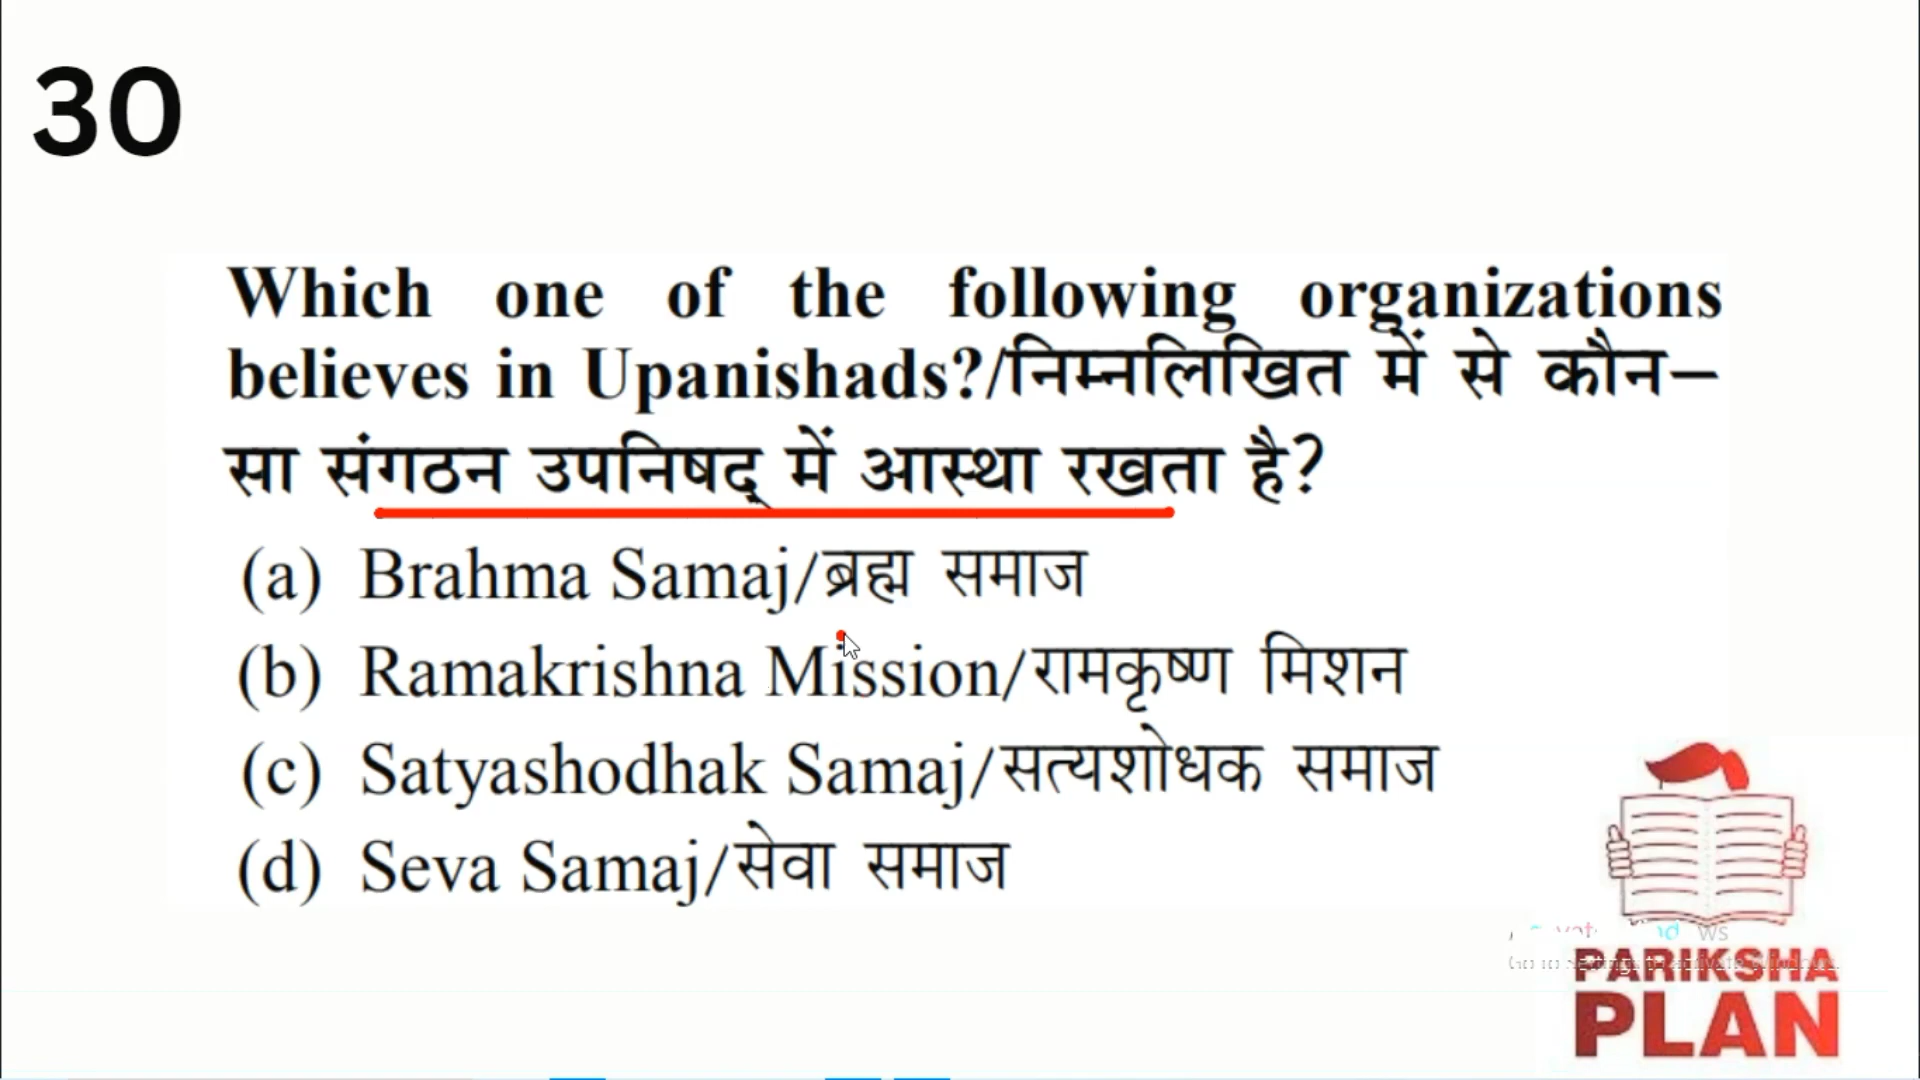 30
Which one of the following organizations
believes in Upanishads?/निम्नलिखित में से कौन–
सा संगठन उपनिषद् में आस्था रखता है?
(a) Brahma Samaj/ब्रह्म समाज
(b) Ramakrishna Mission/रामकृष्ण मिशन
(c) Satyashodhak Samaj/सत्यशोधक समाज
(d) Seva Samaj/सेवा समाज
PARIKSHA
PLAN